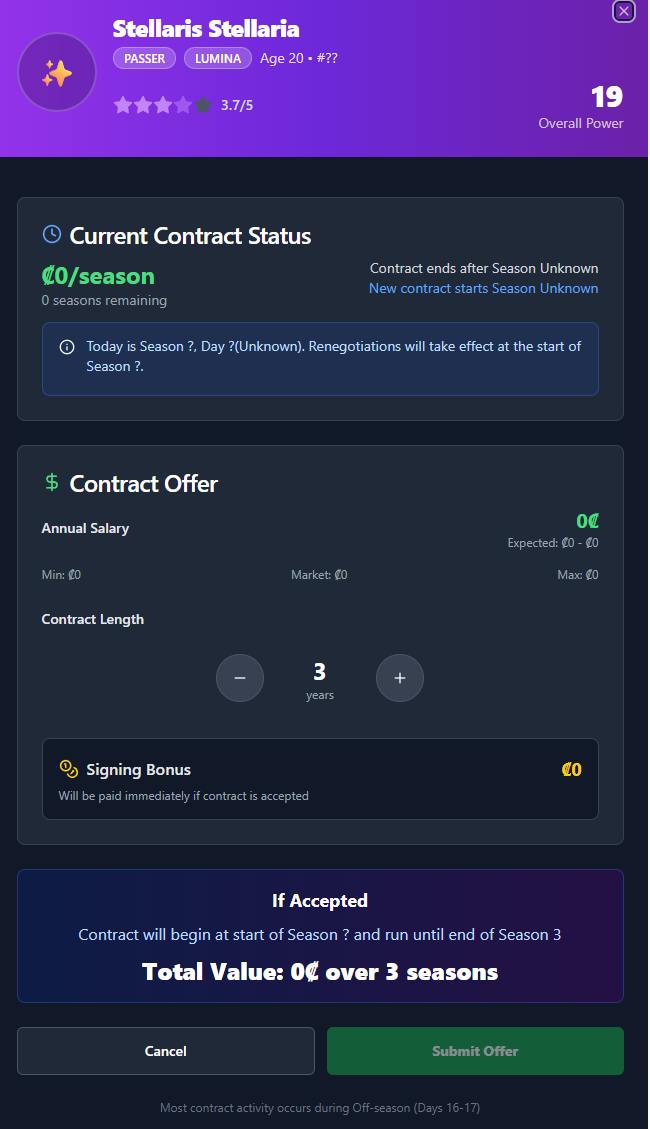 Stellaris Stellaria
PASSER LUMINA Age 20 • #??
3.7/5
19
Overall Power
Current Contract Status
₡0/season
0 seasons remaining
Contract ends after Season Unknown
New contract starts Season Unknown
Today is Season ?, Day ?(Unknown). Renegotiations will take effect at the start of
Season ?.
$ Contract Offer
Annual Salary
0₡
Expected: ₡0 - ₡0
Min: ₡0 Market: ₡0 Max: ₡0
Contract Length
− 3 +
years
Signing Bonus ₡0
Will be paid immediately if contract is accepted
If Accepted
Contract will begin at start of Season ? and run until end of Season 3
Total Value: 0₡ over 3 seasons
Cancel Submit Offer
Most contract activity occurs during Off-season (Days 16-17)